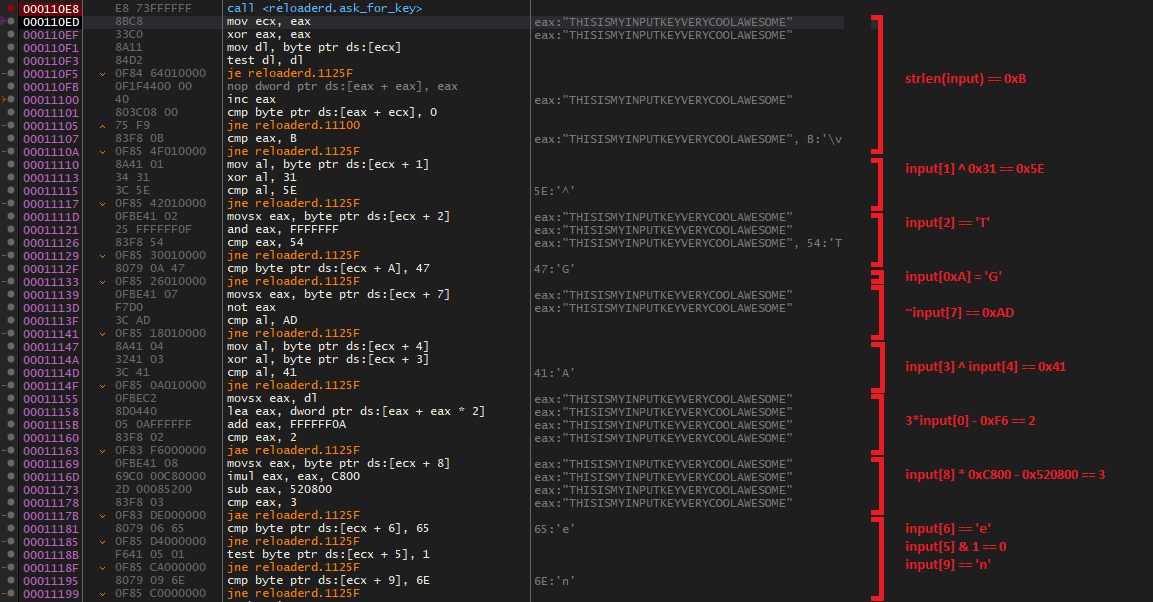 000110E8 E8 73FFFFFF call <reloaderd.ask_for_key>
000110ED 8BC8 mov ecx, eax eax:"THISISMYINPUTKEYVERYCOOLAWESOME"
000110EF 33C0 xor eax, eax eax:"THISISMYINPUTKEYVERYCOOLAWESOME"
000110F1 8A11 mov dl, byte ptr ds:[ecx]
000110F3 84D2 test dl, dl
000110F5 0F84 64010000 je reloaderd.1125F
000110FB 0F1F4400 00 nop dword ptr ds:[eax + eax], eax
00011100 40 inc eax eax:"THISISMYINPUTKEYVERYCOOLAWESOME"
00011101 803C08 00 cmp byte ptr ds:[eax + ecx], 0
00011105 75 F9 jne reloaderd.11100
00011107 83F8 0B cmp eax, B eax:"THISISMYINPUTKEYVERYCOOLAWESOME", B:'\v
0001110A 0F85 4F010000 jne reloaderd.1125F
strlen(input) == 0xB
00011110 8A41 01 mov al, byte ptr ds:[ecx + 1]
00011113 34 31 xor al, 31
00011115 3C 5E cmp al, 5E 5E:'^'
00011117 0F85 42010000 jne reloaderd.1125F
input[1] ^ 0x31 == 0x5E
0001111D 0FBE41 02 movsx eax, byte ptr ds:[ecx + 2] eax:"THISISMYINPUTKEYVERYCOOLAWESOME"
00011121 25 FFFFFF0F and eax, FFFFFFF eax:"THISISMYINPUTKEYVERYCOOLAWESOME"
00011126 83F8 54 cmp eax, 54 eax:"THISISMYINPUTKEYVERYCOOLAWESOME", 54:'T
00011129 0F85 30010000 jne reloaderd.1125F
input[2] == 'T'
0001112F 8079 0A 47 cmp byte ptr ds:[ecx + A], 47 47:'G'
00011133 0F85 26010000 jne reloaderd.1125F
input[0xA] = 'G'
00011139 0FBE41 07 movsx eax, byte ptr ds:[ecx + 7] eax:"THISISMYINPUTKEYVERYCOOLAWESOME"
0001113D F7D0 not eax eax:"THISISMYINPUTKEYVERYCOOLAWESOME"
0001113F 3C AD cmp al, AD
00011141 0F85 18010000 jne reloaderd.1125F
~input[7] == 0xAD
00011147 8A41 04 mov al, byte ptr ds:[ecx + 4]
0001114A 3241 03 xor al, byte ptr ds:[ecx + 3]
0001114D 3C 41 cmp al, 41 41:'A'
0001114F 0F85 0A010000 jne reloaderd.1125F
input[3] ^ input[4] == 0x41
00011155 0FBEC2 movsx eax, dl eax:"THISISMYINPUTKEYVERYCOOLAWESOME"
00011158 8D0440 lea eax, dword ptr ds:[eax + eax * 2] eax:"THISISMYINPUTKEYVERYCOOLAWESOME"
0001115B 05 0AFFFFFF add eax, FFFFFF0A eax:"THISISMYINPUTKEYVERYCOOLAWESOME"
00011160 83F8 02 cmp eax, 2 eax:"THISISMYINPUTKEYVERYCOOLAWESOME"
00011163 0F83 F6000000 jae reloaderd.1125F
3*input[0] - 0xF6 == 2
00011169 0FBE41 08 movsx eax, byte ptr ds:[ecx + 8] eax:"THISISMYINPUTKEYVERYCOOLAWESOME"
0001116D 69C0 00C80000 imul eax, eax, C800 eax:"THISISMYINPUTKEYVERYCOOLAWESOME"
00011173 2D 00085200 sub eax, 520800 eax:"THISISMYINPUTKEYVERYCOOLAWESOME"
00011178 83F8 03 cmp eax, 3 eax:"THISISMYINPUTKEYVERYCOOLAWESOME"
0001117B 0F83 DE000000 jae reloaderd.1125F
input[8] * 0xC800 - 0x520800 == 3
00011181 8079 06 65 cmp byte ptr ds:[ecx + 6], 65 65:'e'
00011185 0F85 D4000000 jne reloaderd.1125F
0001118B F641 05 01 test byte ptr ds:[ecx + 5], 1
0001118F 0F85 CA000000 jne reloaderd.1125F
00011195 8079 09 6E cmp byte ptr ds:[ecx + 9], 6E 6E:'n'
00011199 0F85 C0000000 jne reloaderd.1125F
input[6] == 'e'
input[5] & 1 == 0
input[9] == 'n'